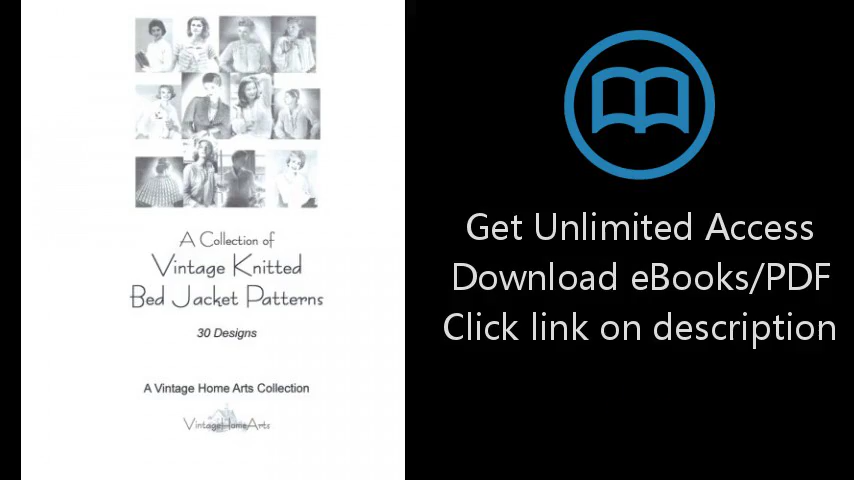 A Collection of
Vintage Knitted
Bed Jacket Patterns
30 Designs
A Vintage Home Arts Collection
VintageHomeArts
Get Unlimited Access
Download eBooks/PDF
Click link on description